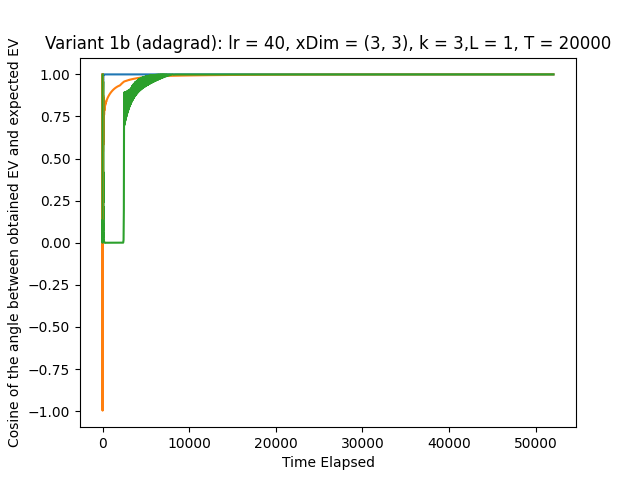 Variant 1b (adagrad): lr = 40, xDim = (3, 3), k = 3,L = 1, T = 20000
Cosine of the angle between obtained EV and expected EV
1.00
0.75
0.50
0.25
0.00
−0.25
−0.50
−0.75
−1.00
0 10000 20000 30000 40000 50000
Time Elapsed